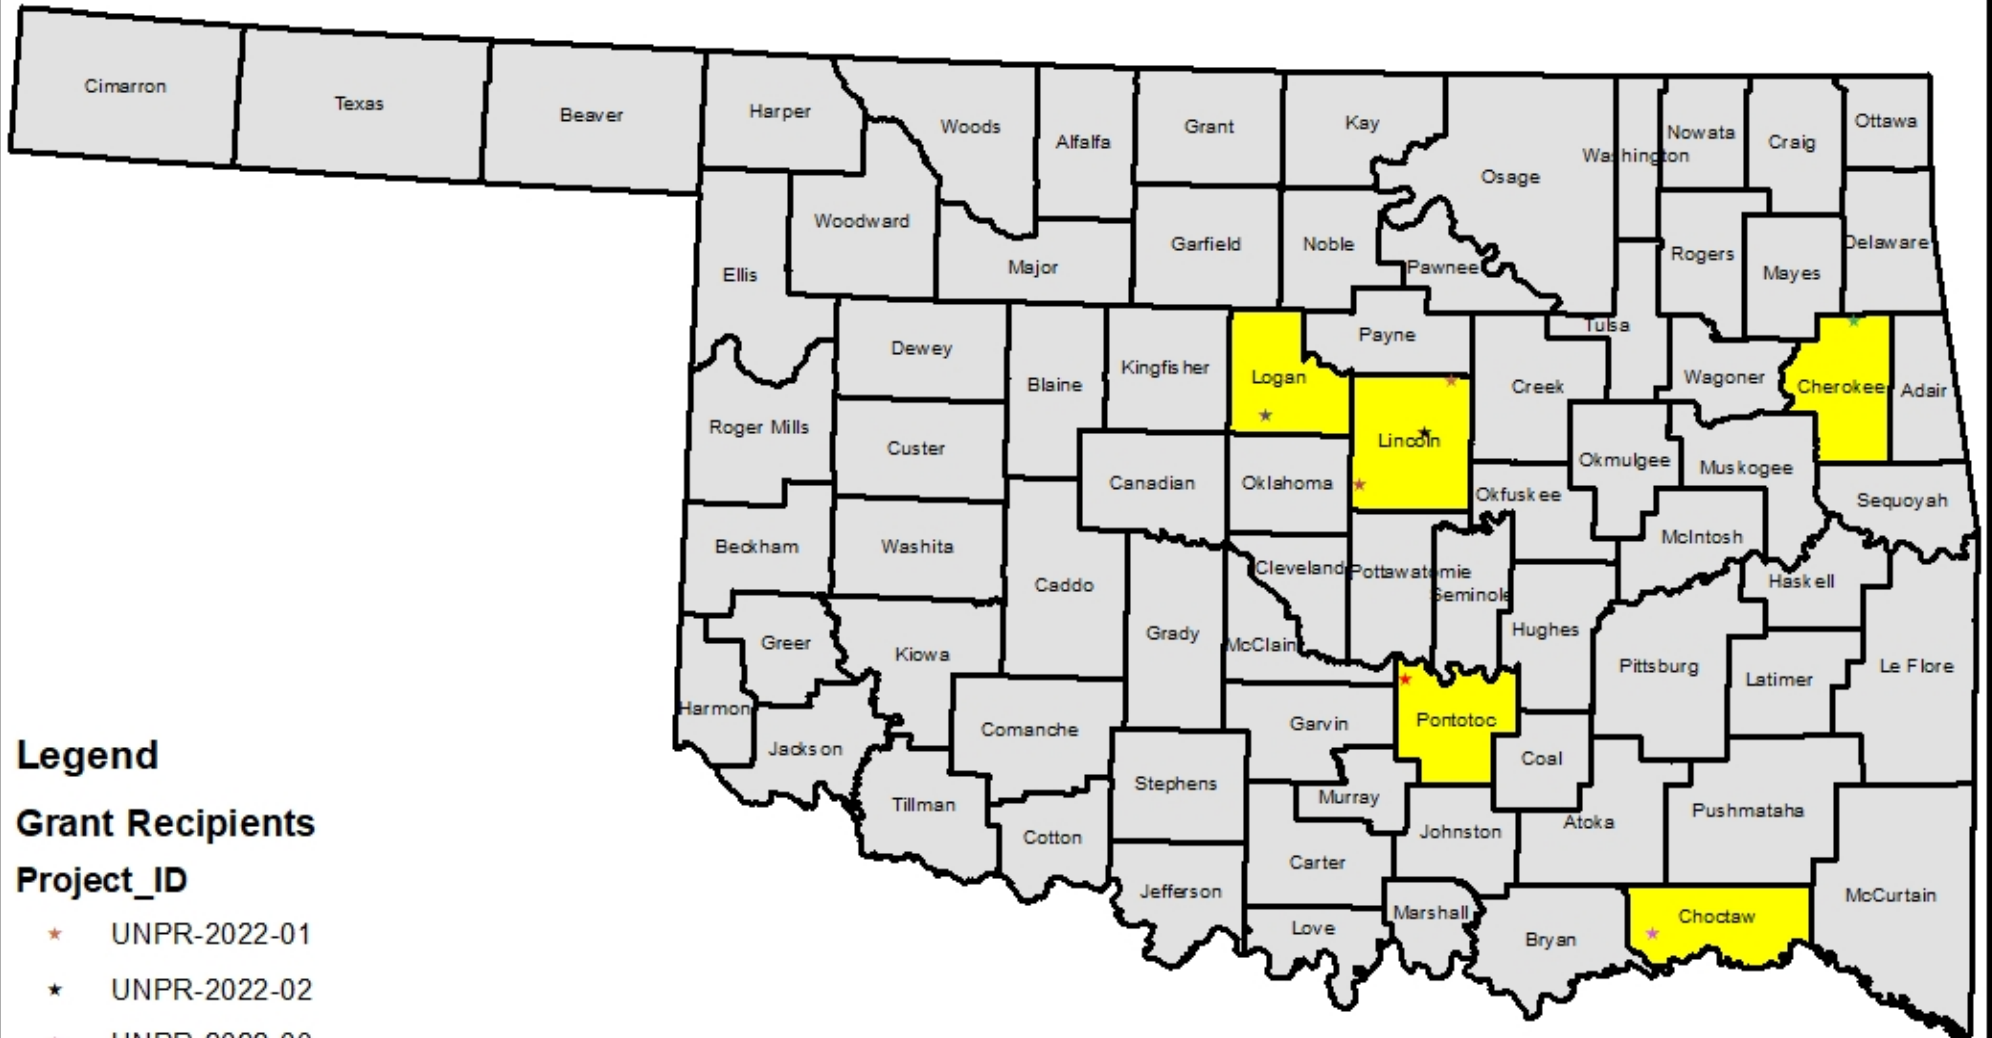 Cimarron
Texas
Beaver
Harper
Woods
Alfalfa
Grant
Kay
Osage
Washington
Nowata
Craig
Ottawa
Ellis
Woodward
Major
Garfield
Noble
Pawnee
Rogers
Mayes
Delaware
Roger Mills
Dewey
Custer
Blaine
Kingfisher
Logan
Payne
Lincoln
Creek
Tulsa
Wagoner
Cherokee
Adair
Beckham
Washita
Caddo
Canadian
Oklahoma
Okfuskee
Okmulgee
Muskogee
Sequoyah
McIntosh
Haskell
Cleveland
Pottawatomie
Seminole
Hughes
Harmon
Greer
Kiowa
Grady
McClain
Pittsburg
Latimer
Le Flore
Jackson
Comanche
Garvin
Pontotoc
Coal
Tillman
Stephens
Murray
Johnston
Atoka
Pushmataha
Cotton
Carter
Jefferson
Love
Marshall
Bryan
Choctaw
McCurtain
Legend
Grant Recipients
Project_ID
UNPR-2022-01
UNPR-2022-02